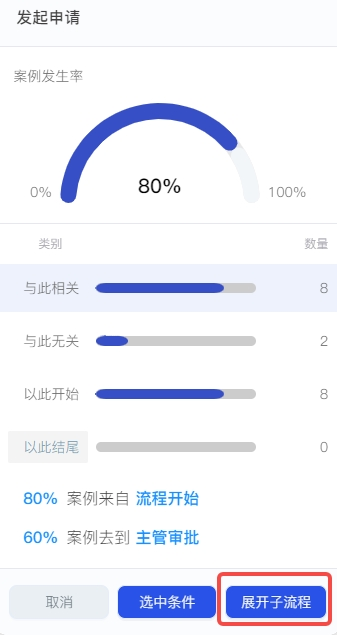 发起申请
案例发生率
80%
0%
100%
类别 数量
与此相关 8
与此无关 2
以此开始 8
以此结尾 0
80% 案例来自 流程开始
60% 案例去到 主管审批
取消 选中条件 展开子流程